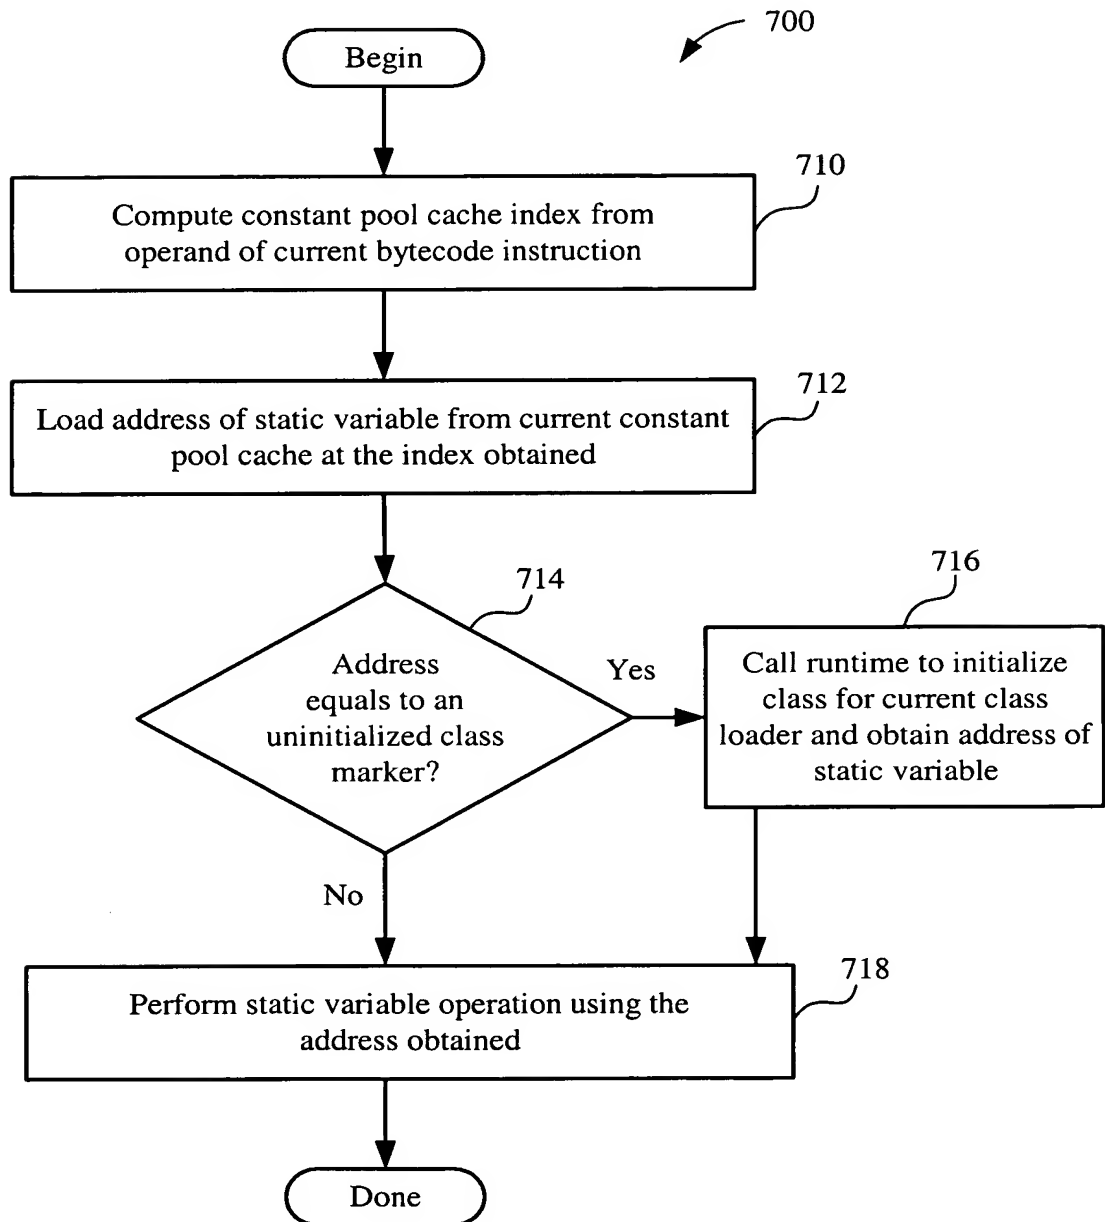 700
Begin
710
Compute constant pool cache index from
operand of current bytecode instruction
712
Load address of static variable from current constant
pool cache at the index obtained
714
Address
equals to an
uninitialized class
marker?
Yes
716
Call runtime to initialize
class for current class
loader and obtain address of
static variable
No
718
Perform static variable operation using the
address obtained
Done